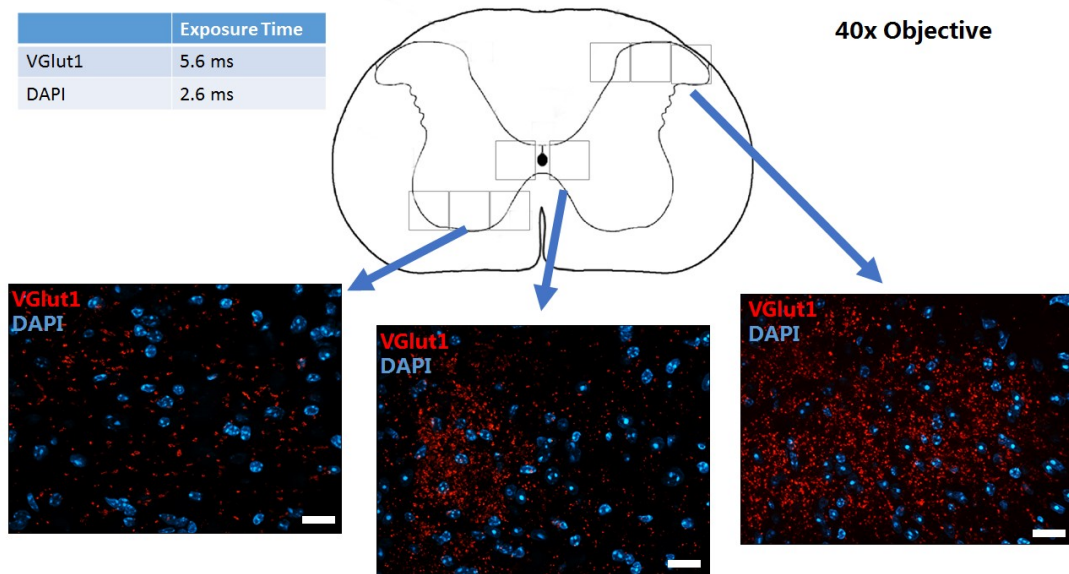 Exposure Time
VGlut1 5.6 ms
DAPI 2.6 ms
40x Objective
VGlut1
DAPI
VGlut1
DAPI
VGlut1
DAPI